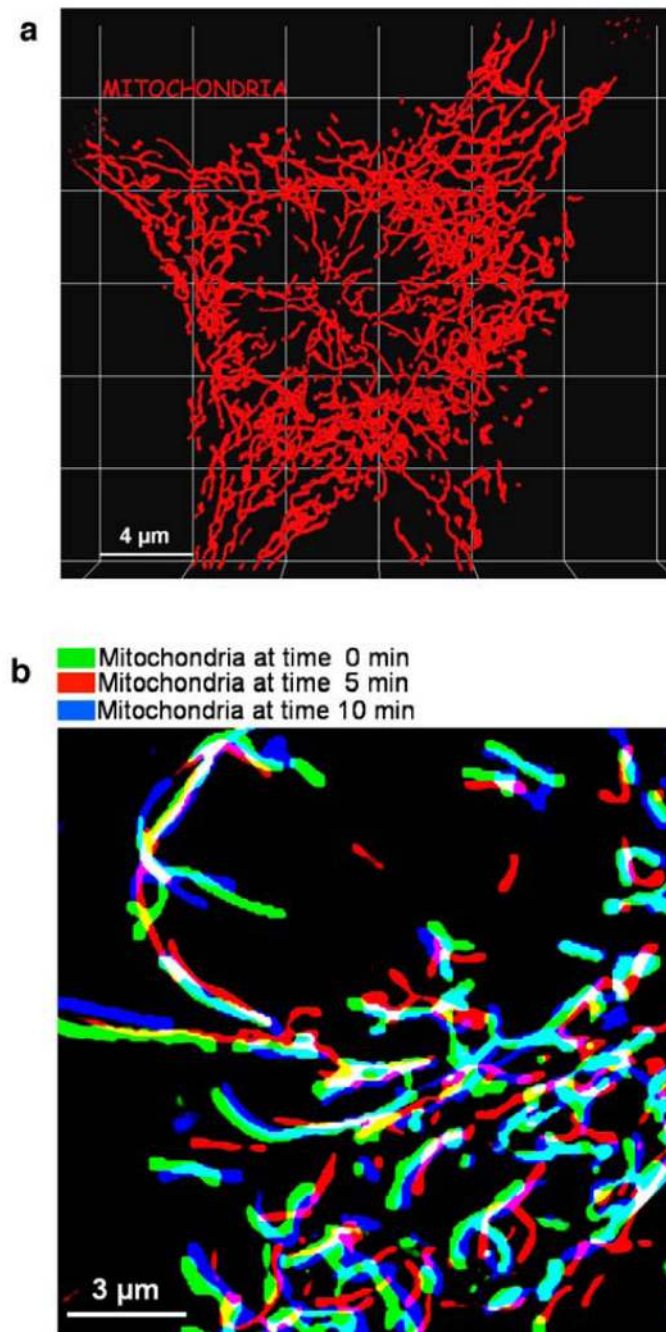 a
MITOCHONDRIA
4 µm
b
Mitochondria at time 0 min
Mitochondria at time 5 min
Mitochondria at time 10 min
3 µm